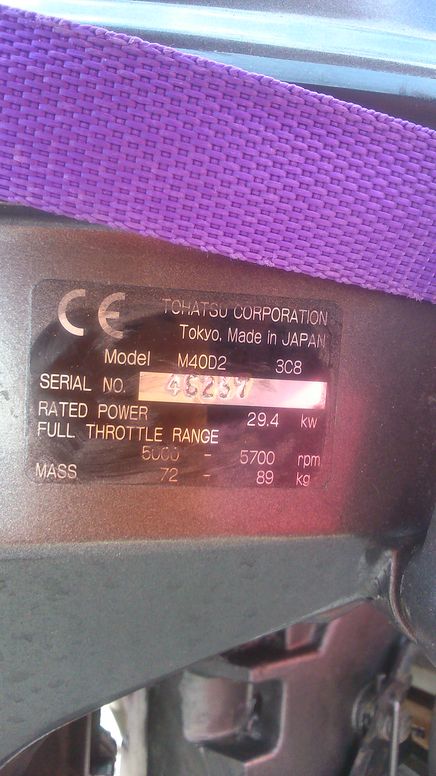 CE TOHATSU CORPORATION
Tokyo. Made in JAPAN
Model M40D2 3C8
SERIAL NO. 46237
RATED POWER 29.4 kw
FULL THROTTLE RANGE
5000 - 5700 rpm
MASS 72 - 89 kg